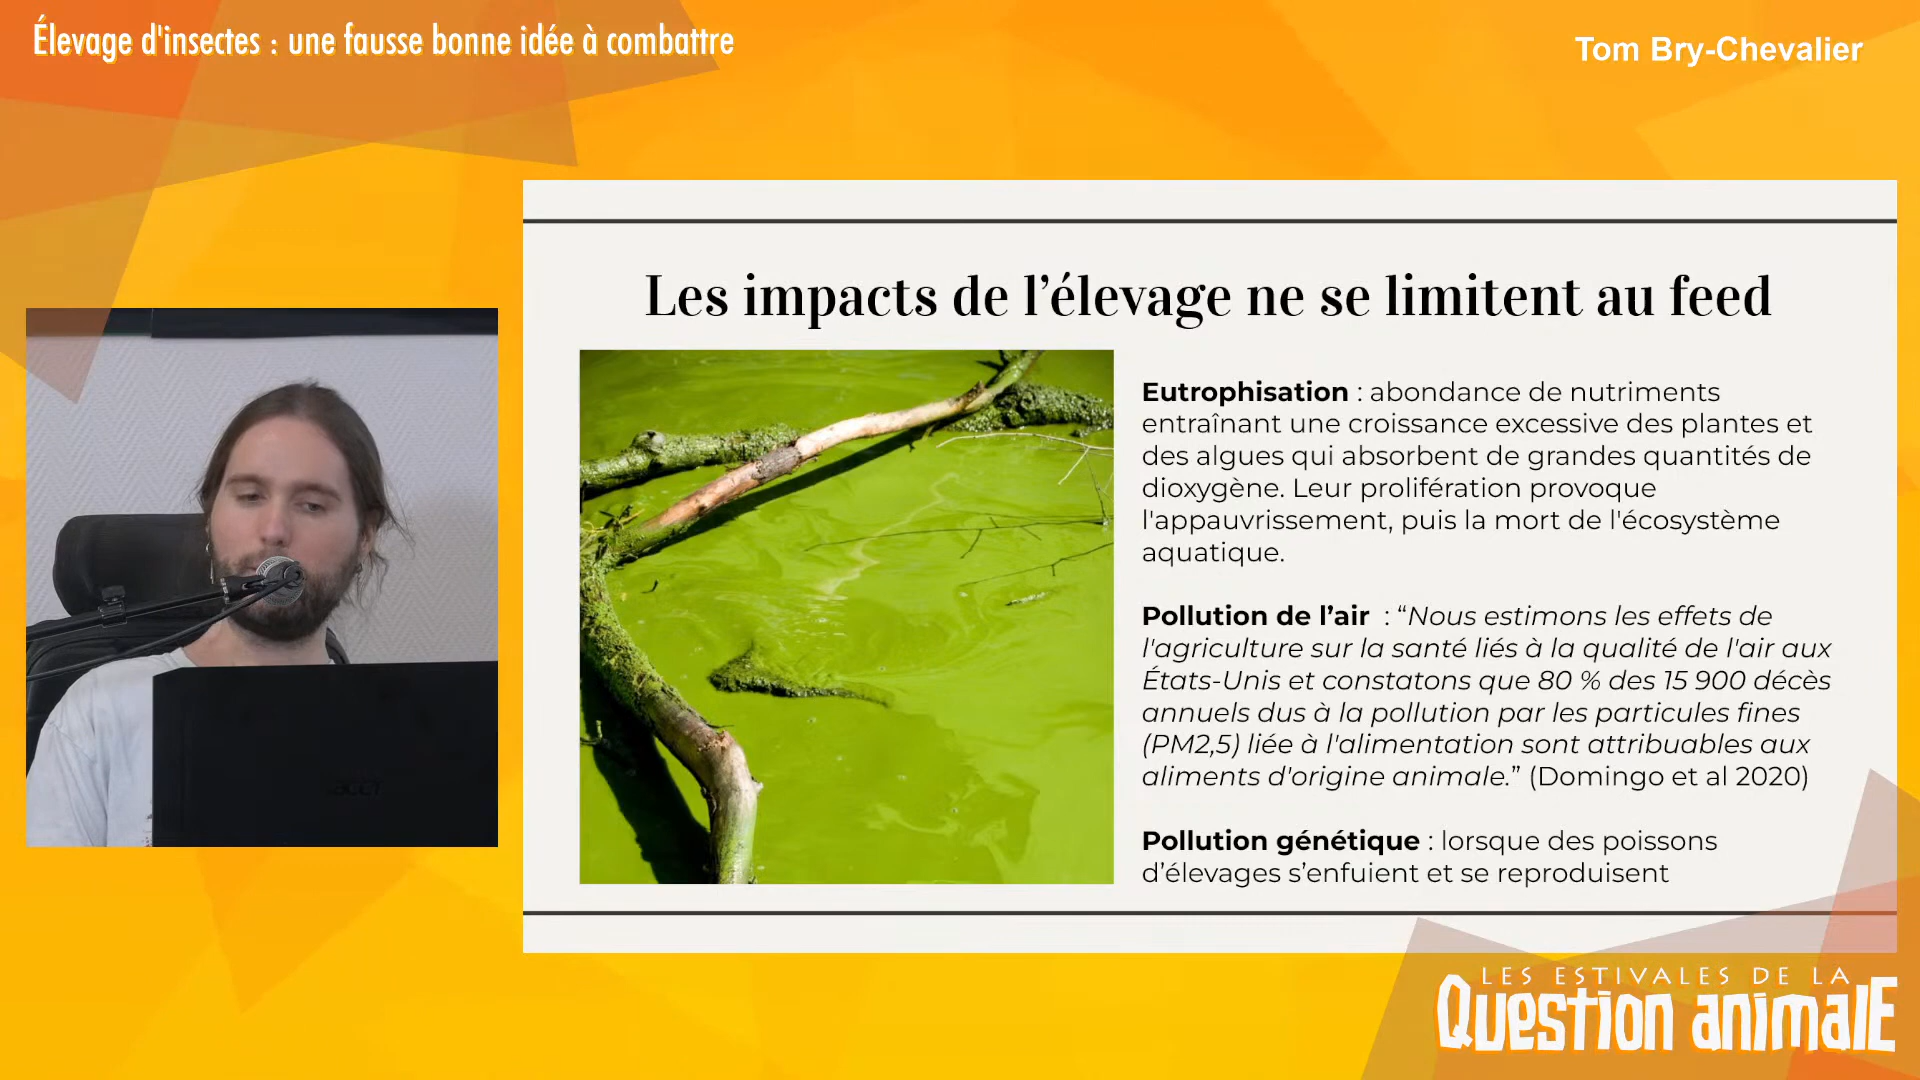 Élevage d'insectes : une fausse bonne idée à combattre
Tom Bry-Chevalier
Les impacts de l’élevage ne se limitent au feed
Eutrophisation : abondance de nutriments
entraînant une croissance excessive des plantes et
des algues qui absorbent de grandes quantités de
dioxygène. Leur prolifération provoque
l'appauvrissement, puis la mort de l'écosystème
aquatique.
Pollution de l’air : “Nous estimons les effets de
l'agriculture sur la santé liés à la qualité de l'air aux
États-Unis et constatons que 80 % des 15 900 décès
annuels dus à la pollution par les particules fines
(PM2,5) liée à l'alimentation sont attribuables aux
aliments d'origine animale.” (Domingo et al 2020)
Pollution génétique : lorsque des poissons
d’élevages s’enfuient et se reproduisent
acer
LES ESTIVALES DE LA
QUESTION ANIMALE